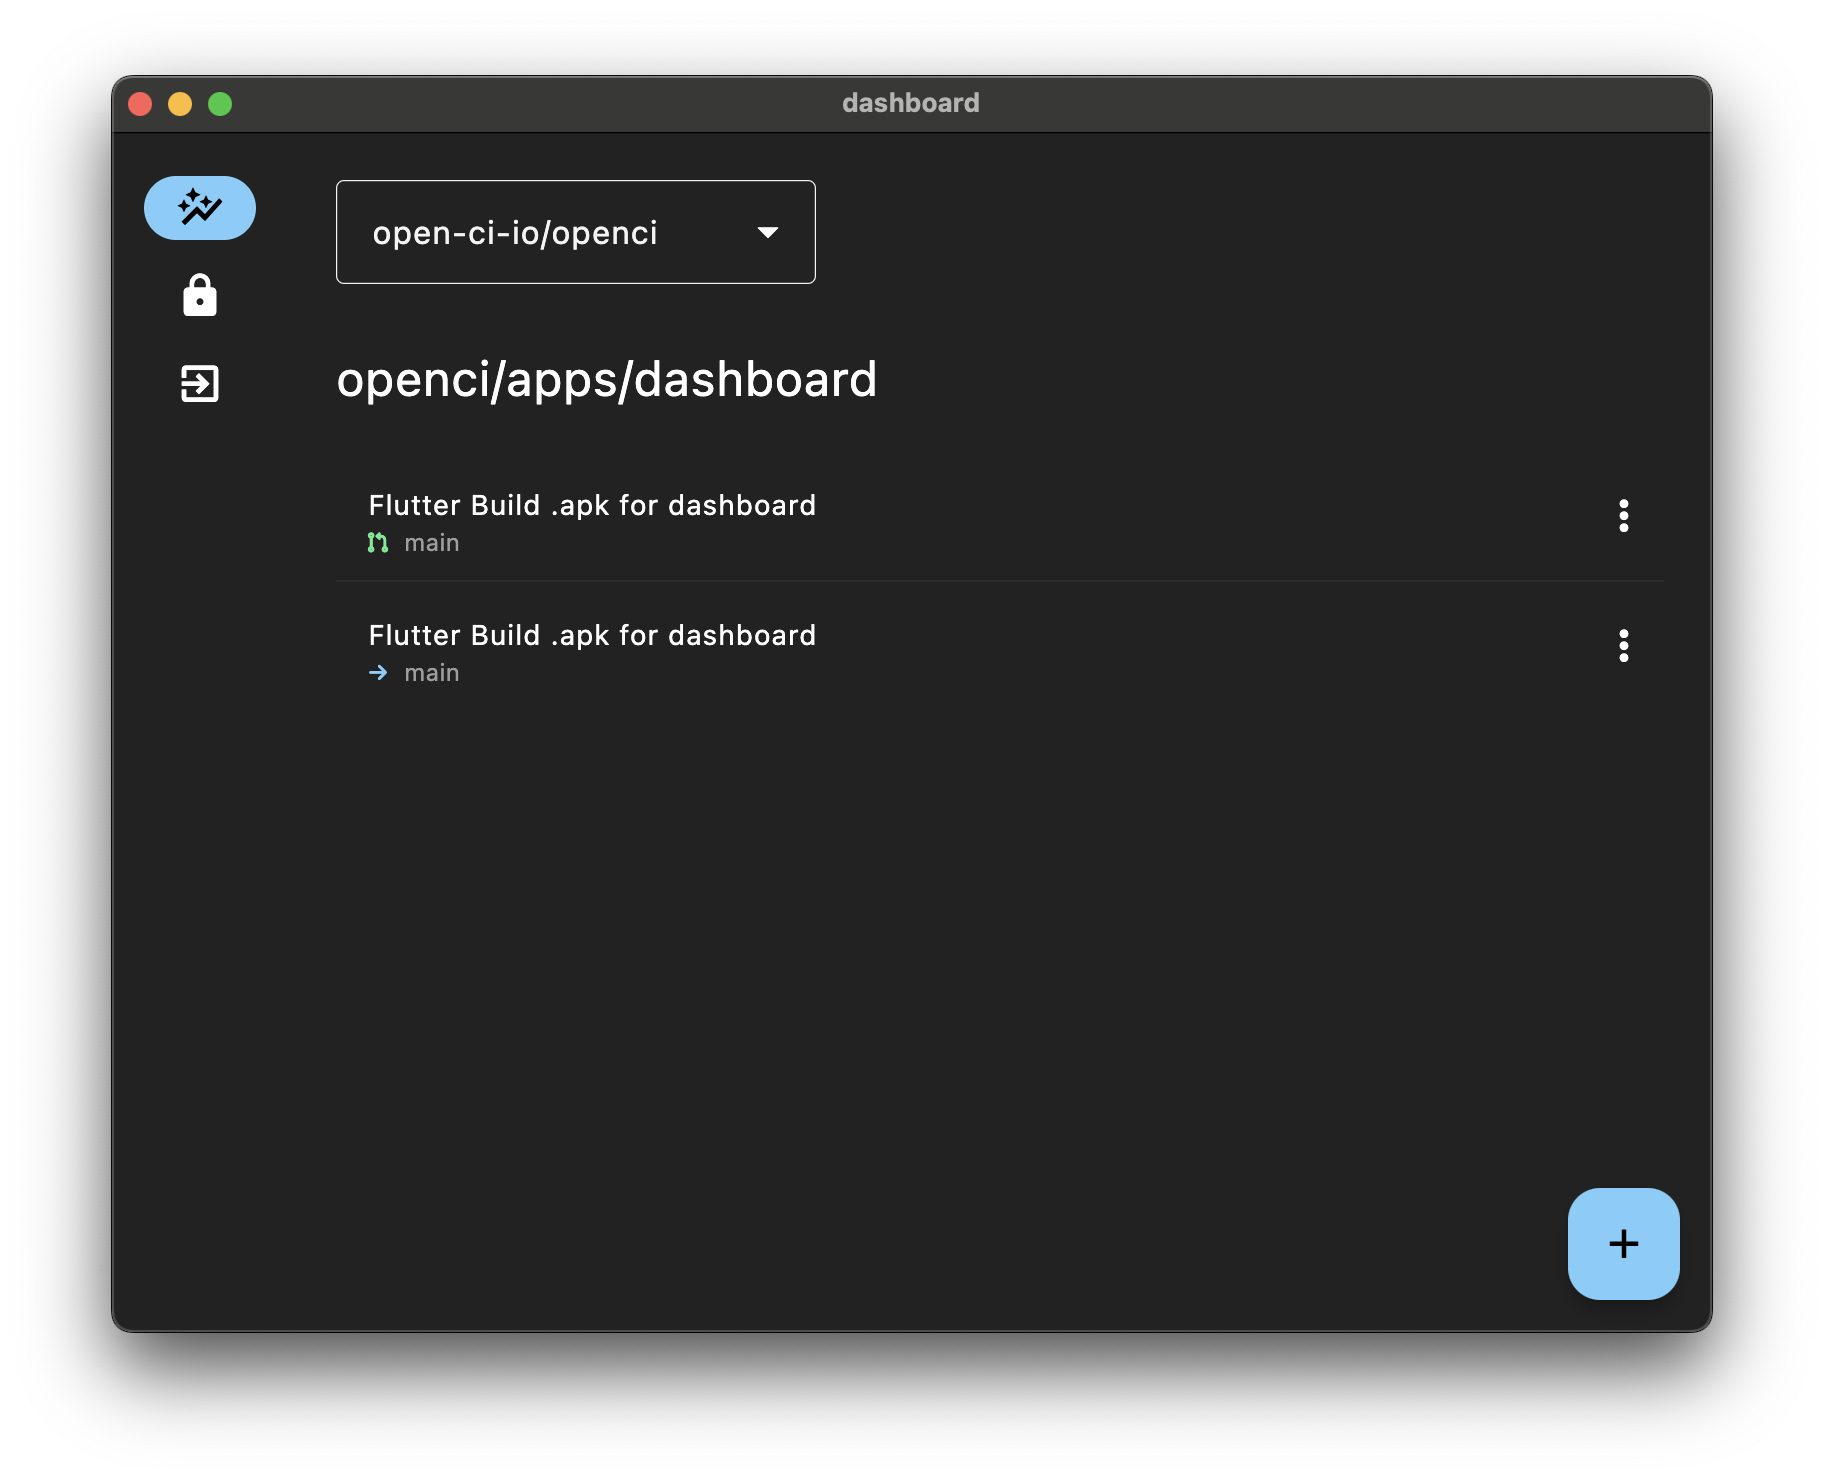 dashboard
open-ci-io/openci
openci/apps/dashboard
Flutter Build .apk for dashboard
main
Flutter Build .apk for dashboard
main